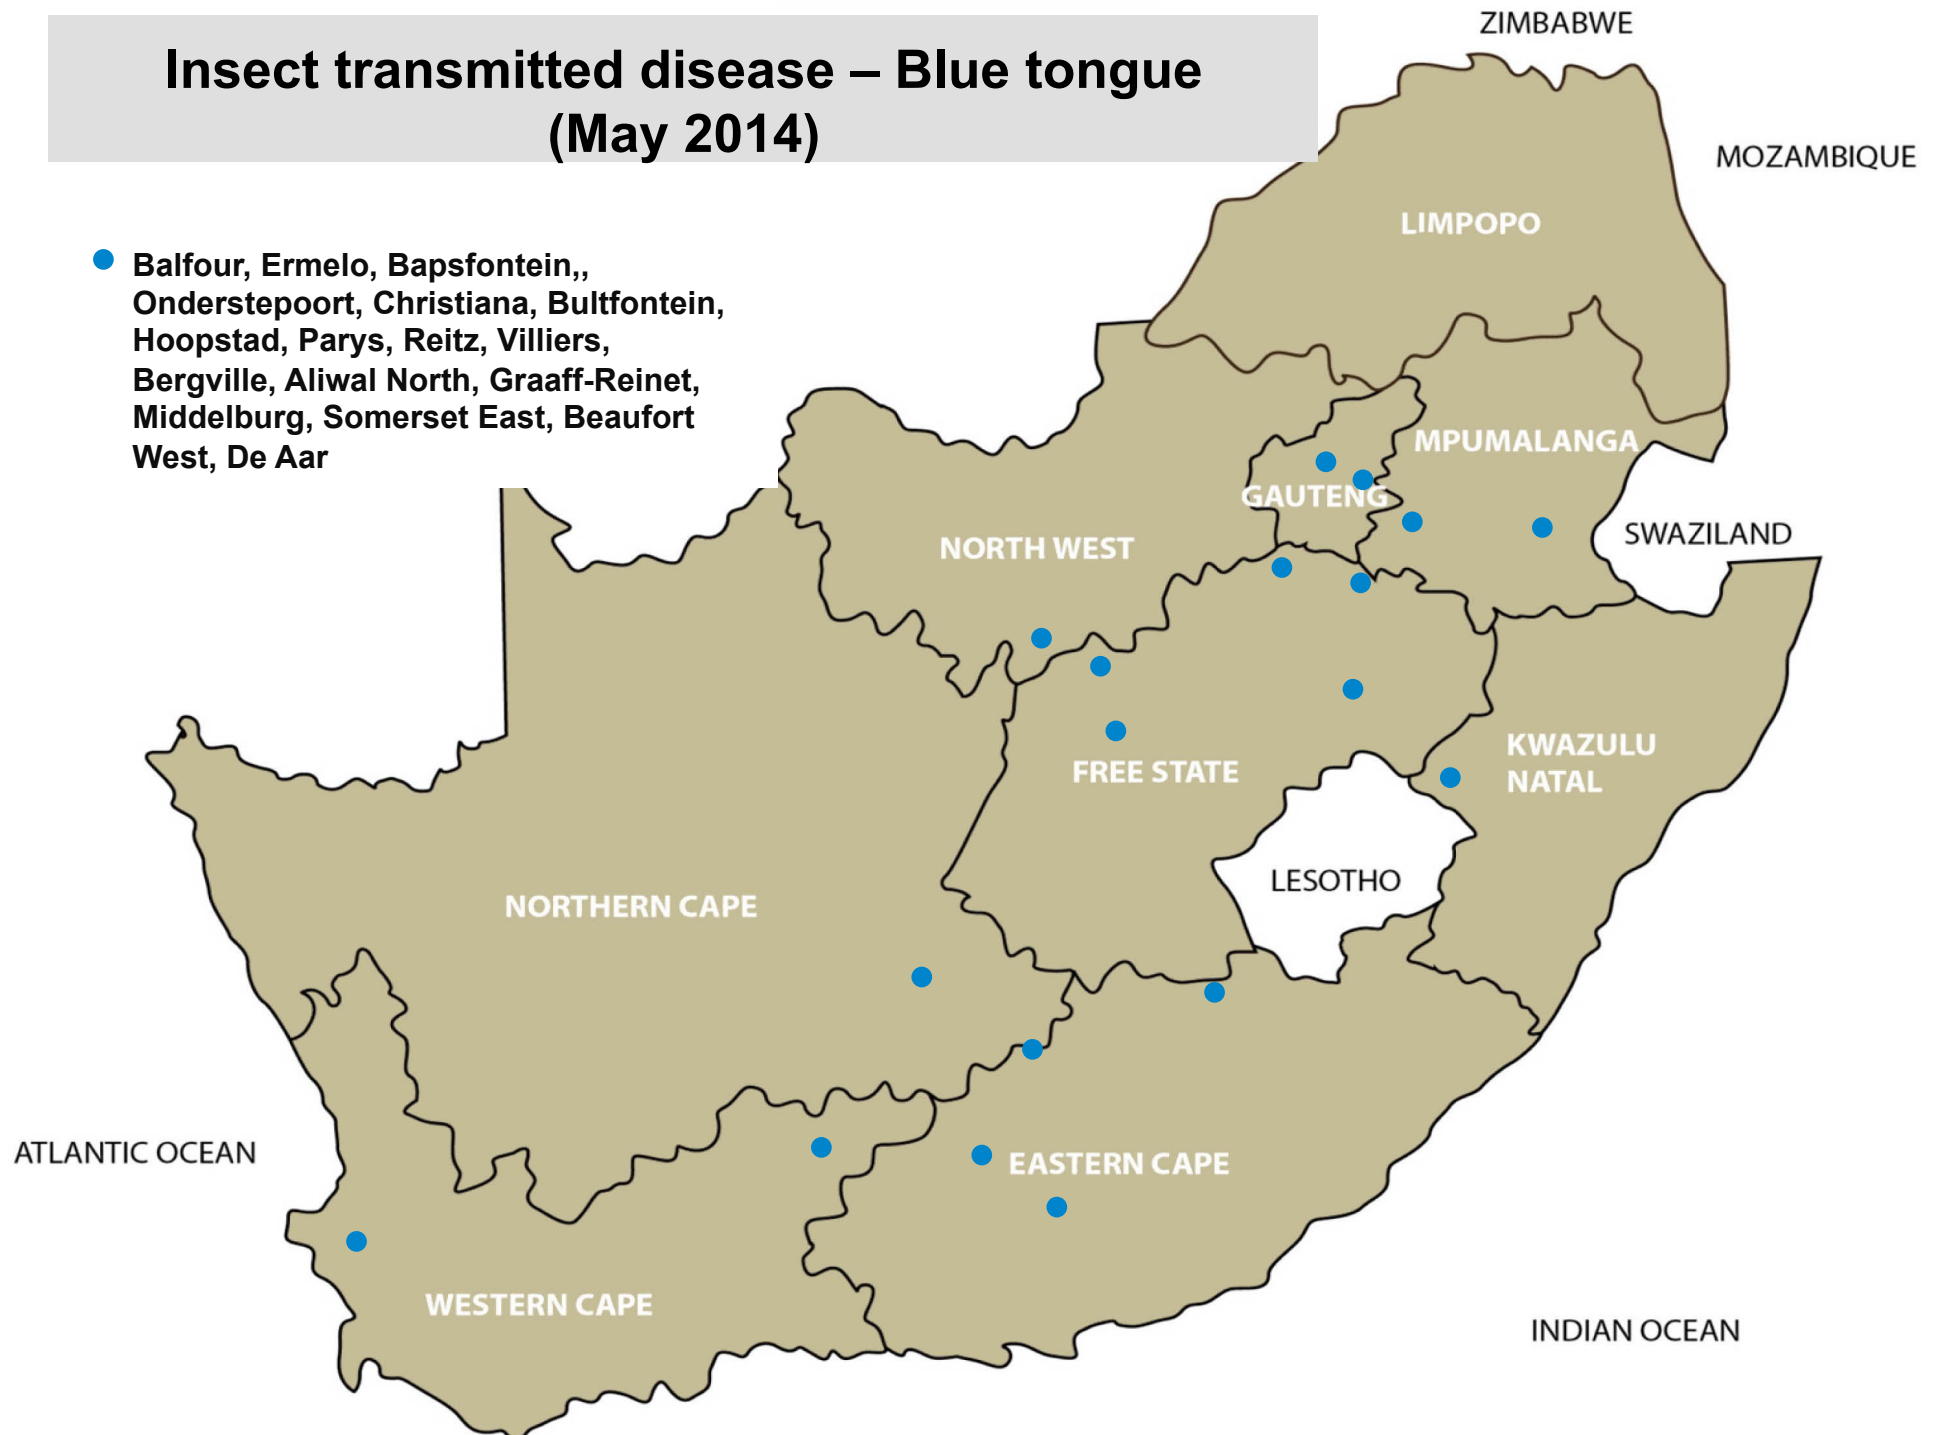 Insect transmitted disease – Blue tongue
(May 2014)
ZIMBABWE
MOZAMBIQUE
LIMPOPO
Balfour, Ermelo, Bapsfontein,,
Onderstepoort, Christiana, Bultfontein,
Hoopstad, Parys, Reitz, Villiers,
Bergville, Aliwal North, Graaff-Reinet,
Middelburg, Somerset East, Beaufort
West, De Aar
MPUMALANGA
GAUTENG
SWAZILAND
NORTH WEST
KWAZULU
NATAL
FREE STATE
LESOTHO
NORTHERN CAPE
ATLANTIC OCEAN
EASTERN CAPE
WESTERN CAPE
INDIAN OCEAN